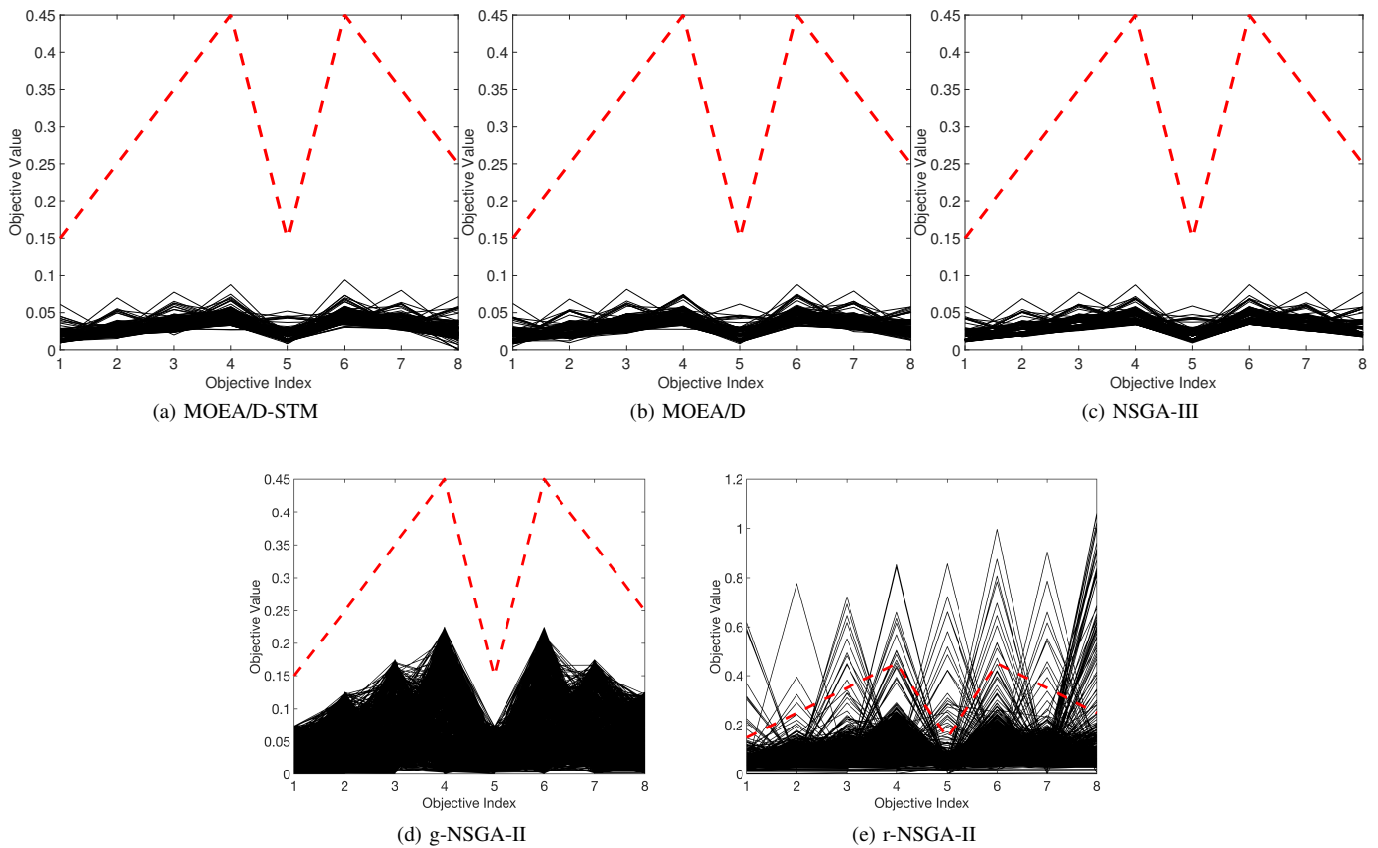 0.45
0.4
0.35
0.3
0.25
0.2
0.15
0.1
0.05
0
Objective Value
1 2 3 4 5 6 7 8
Objective Index
(a) MOEA/D-STM
0.45
0.4
0.35
0.3
0.25
0.2
0.15
0.1
0.05
0
Objective Value
1 2 3 4 5 6 7 8
Objective Index
(b) MOEA/D
0.45
0.4
0.35
0.3
0.25
0.2
0.15
0.1
0.05
0
Objective Value
1 2 3 4 5 6 7 8
Objective Index
(c) NSGA-III
0.45
0.4
0.35
0.3
0.25
0.2
0.15
0.1
0.05
0
Objective Value
1 2 3 4 5 6 7 8
Objective Index
(d) g-NSGA-II
1.2
1
0.8
0.6
0.4
0.2
0
Objective Value
1 2 3 4 5 6 7 8
Objective Index
(e) r-NSGA-II